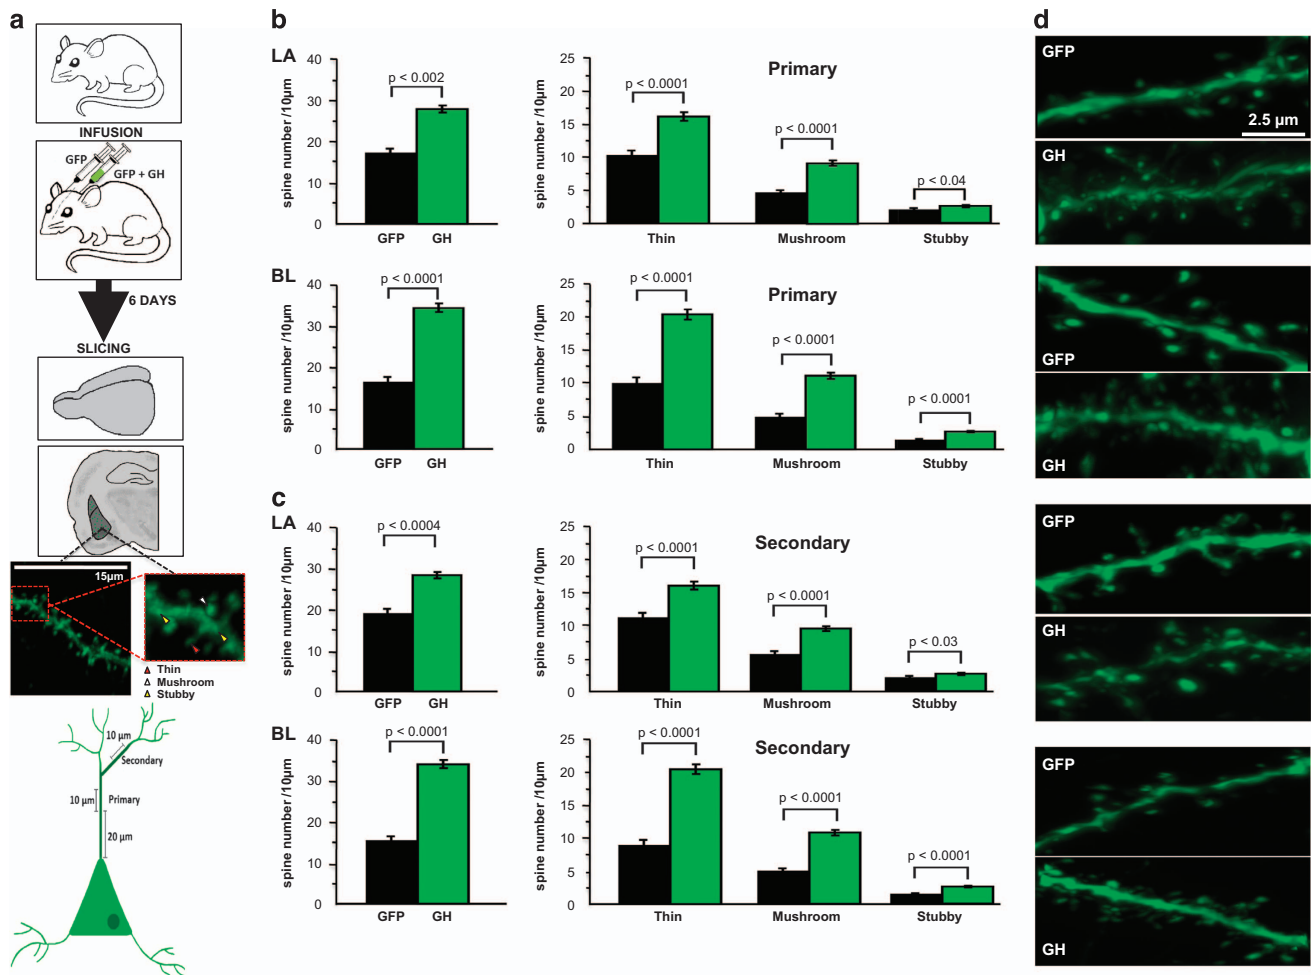 a
INFUSION
GFP
GFP + GH
6 DAYS
SLICING
15µm
Thin
Mushroom
Stubby
10 µm
Secondary
10 µm
Primary
20 µm
b
LA
spine number /10µm
40
30
20
10
0
p < 0.002
GFP GH
spine number /10µm
25
20
15
10
5
0
Primary
p < 0.0001
p < 0.0001
p < 0.04
Thin Mushroom Stubby
BL
spine number /10µm
40
30
20
10
0
p < 0.0001
GFP GH
spine number /10µm
25
20
15
10
5
0
Primary
p < 0.0001
p < 0.0001
p < 0.0001
Thin Mushroom Stubby
c
LA
spine number /10µm
40
30
20
10
0
p < 0.0004
GFP GH
spine number /10µm
25
20
15
10
5
0
Secondary
p < 0.0001
p < 0.0001
p < 0.03
Thin Mushroom Stubby
BL
spine number /10µm
40
30
20
10
0
p < 0.0001
GFP GH
spine number /10µm
25
20
15
10
5
0
Secondary
p < 0.0001
p < 0.0001
p < 0.0001
Thin Mushroom Stubby
d
GFP
2.5 µm
GH
GFP
GH
GFP
GH
GFP
GH